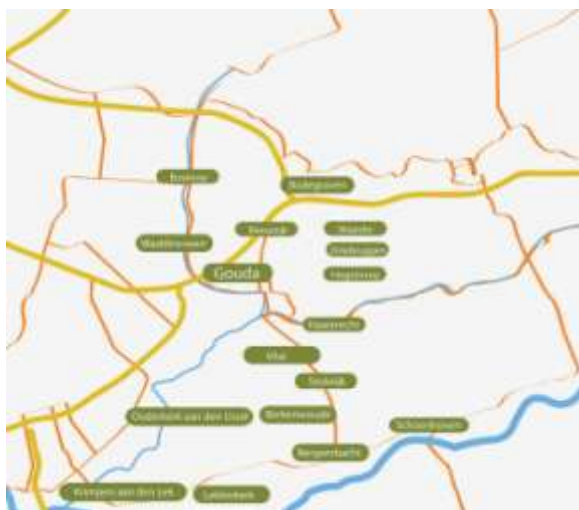 Boskoop
Bodegraven
Reeuwijk
Waarder
Driebruggen
Waddinxveen
Gouda
Hogebrug
Haastrecht
Vlist
Stolwijk
Ouderkerk aan den IJssel
Berkenwoude
Schoonhoven
Bergambacht
Krimpen aan den Lek
Lekkerkerk